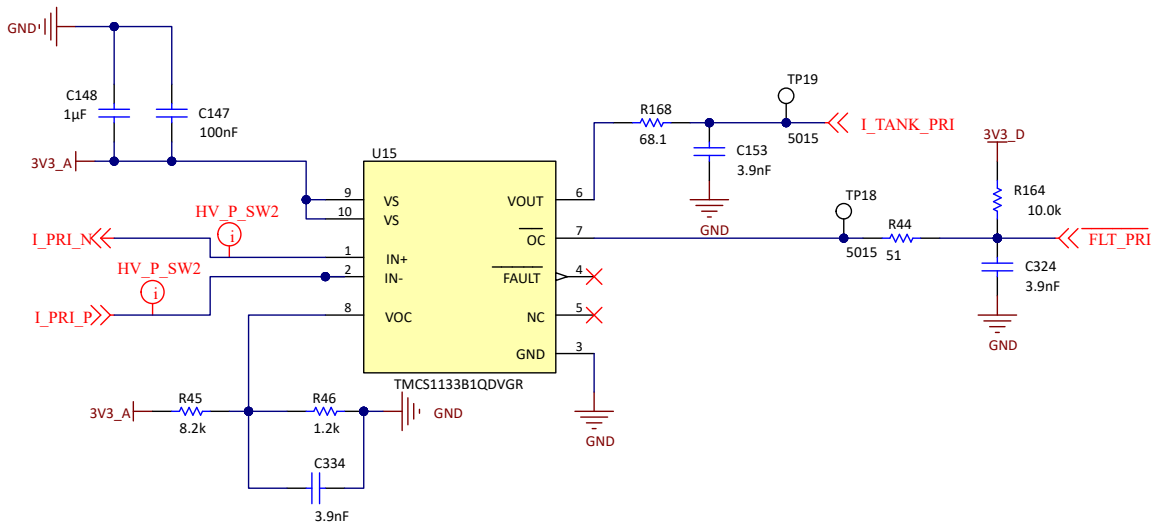 GND
C148
1µF
C147
100nF
3V3_A
HV_P_SW2
I_PRI_N
HV_P_SW2
I_PRI_P
U15
9
VS
10
VS
1
IN+
2
IN-
8
VOC
VOUT
6
OC
7
FAULT
4
NC
5
GND
3
TMCS1133B1QDVGR
R168
68.1
C153
3.9nF
GND
TP19
5015
I_TANK_PRI
TP18
5015
R44
51
3V3_D
R164
10.0k
FLT_PRI
C324
3.9nF
GND
GND
3V3_A
R45
8.2k
R46
1.2k
GND
C334
3.9nF
i
i